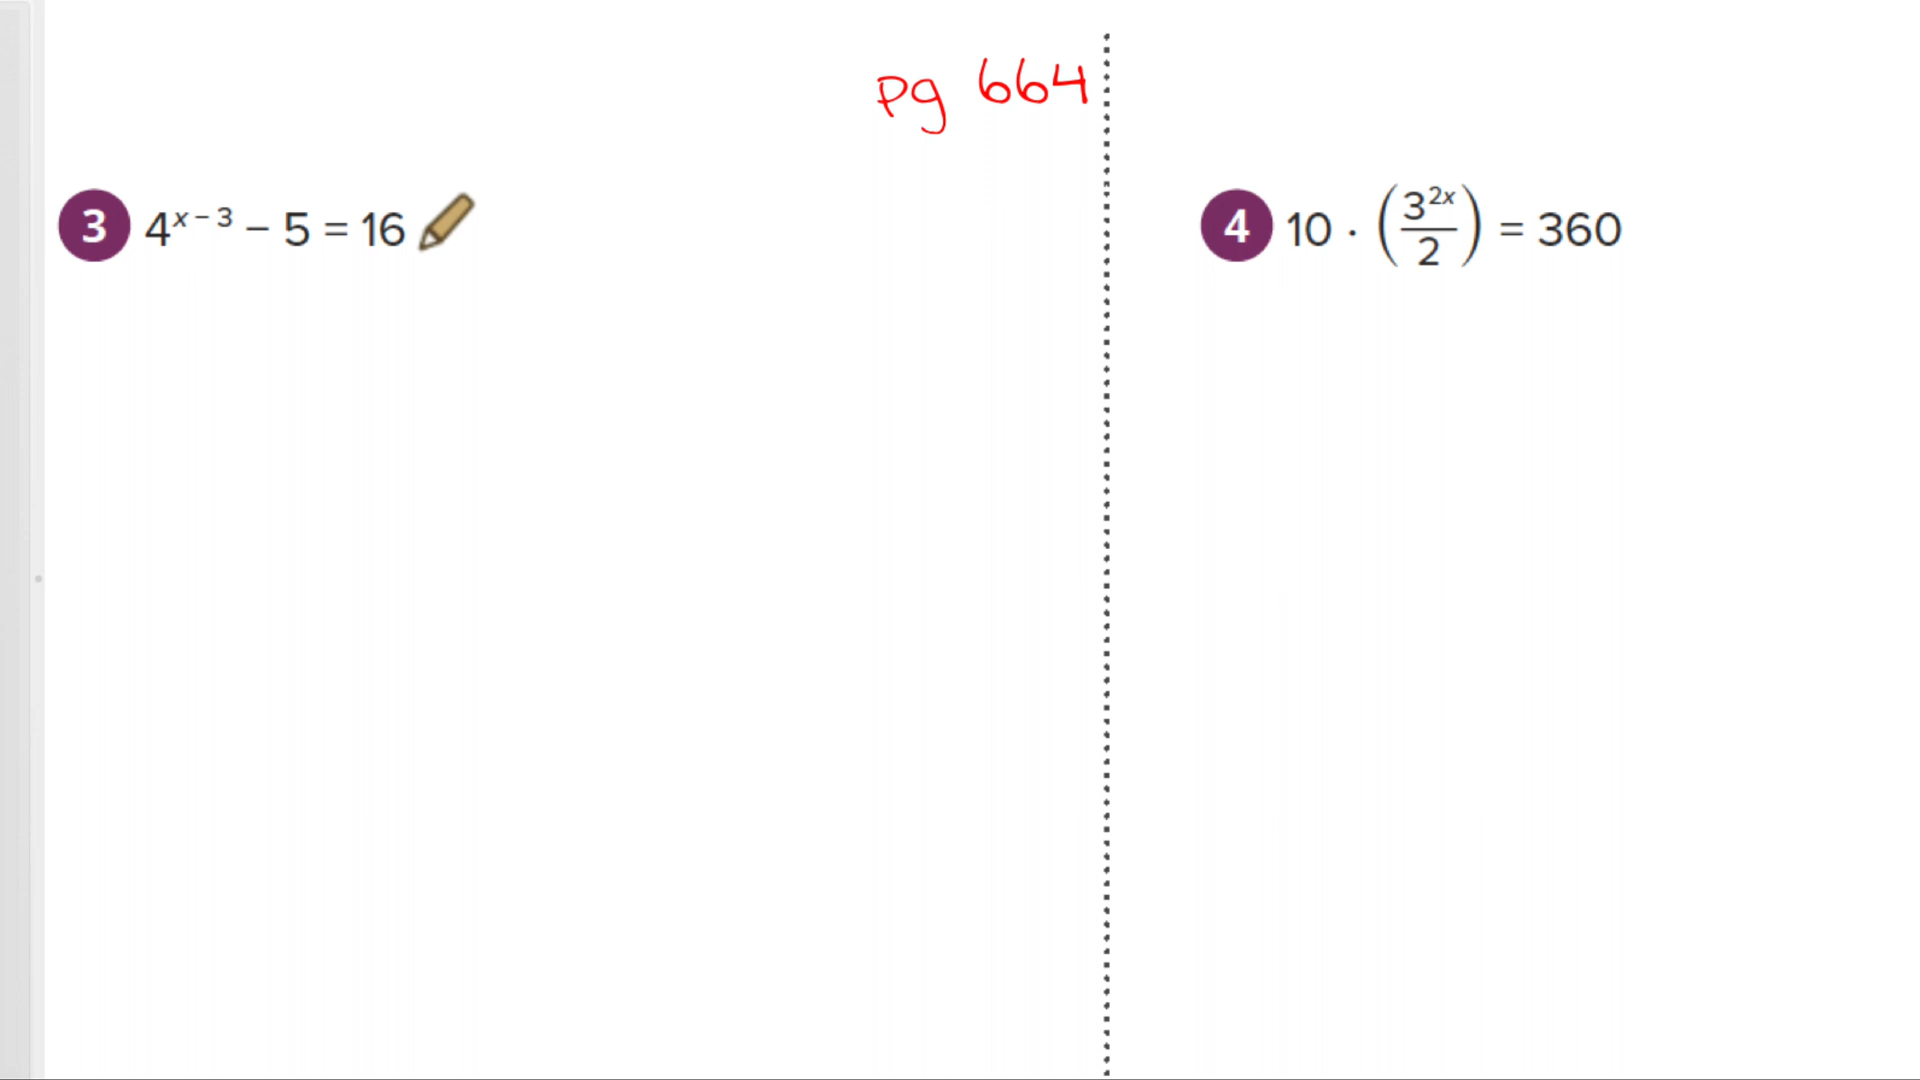 pg 664
3 4^{x – 3} – 5 = 16
4 10 · (3^{2x}/2) = 360